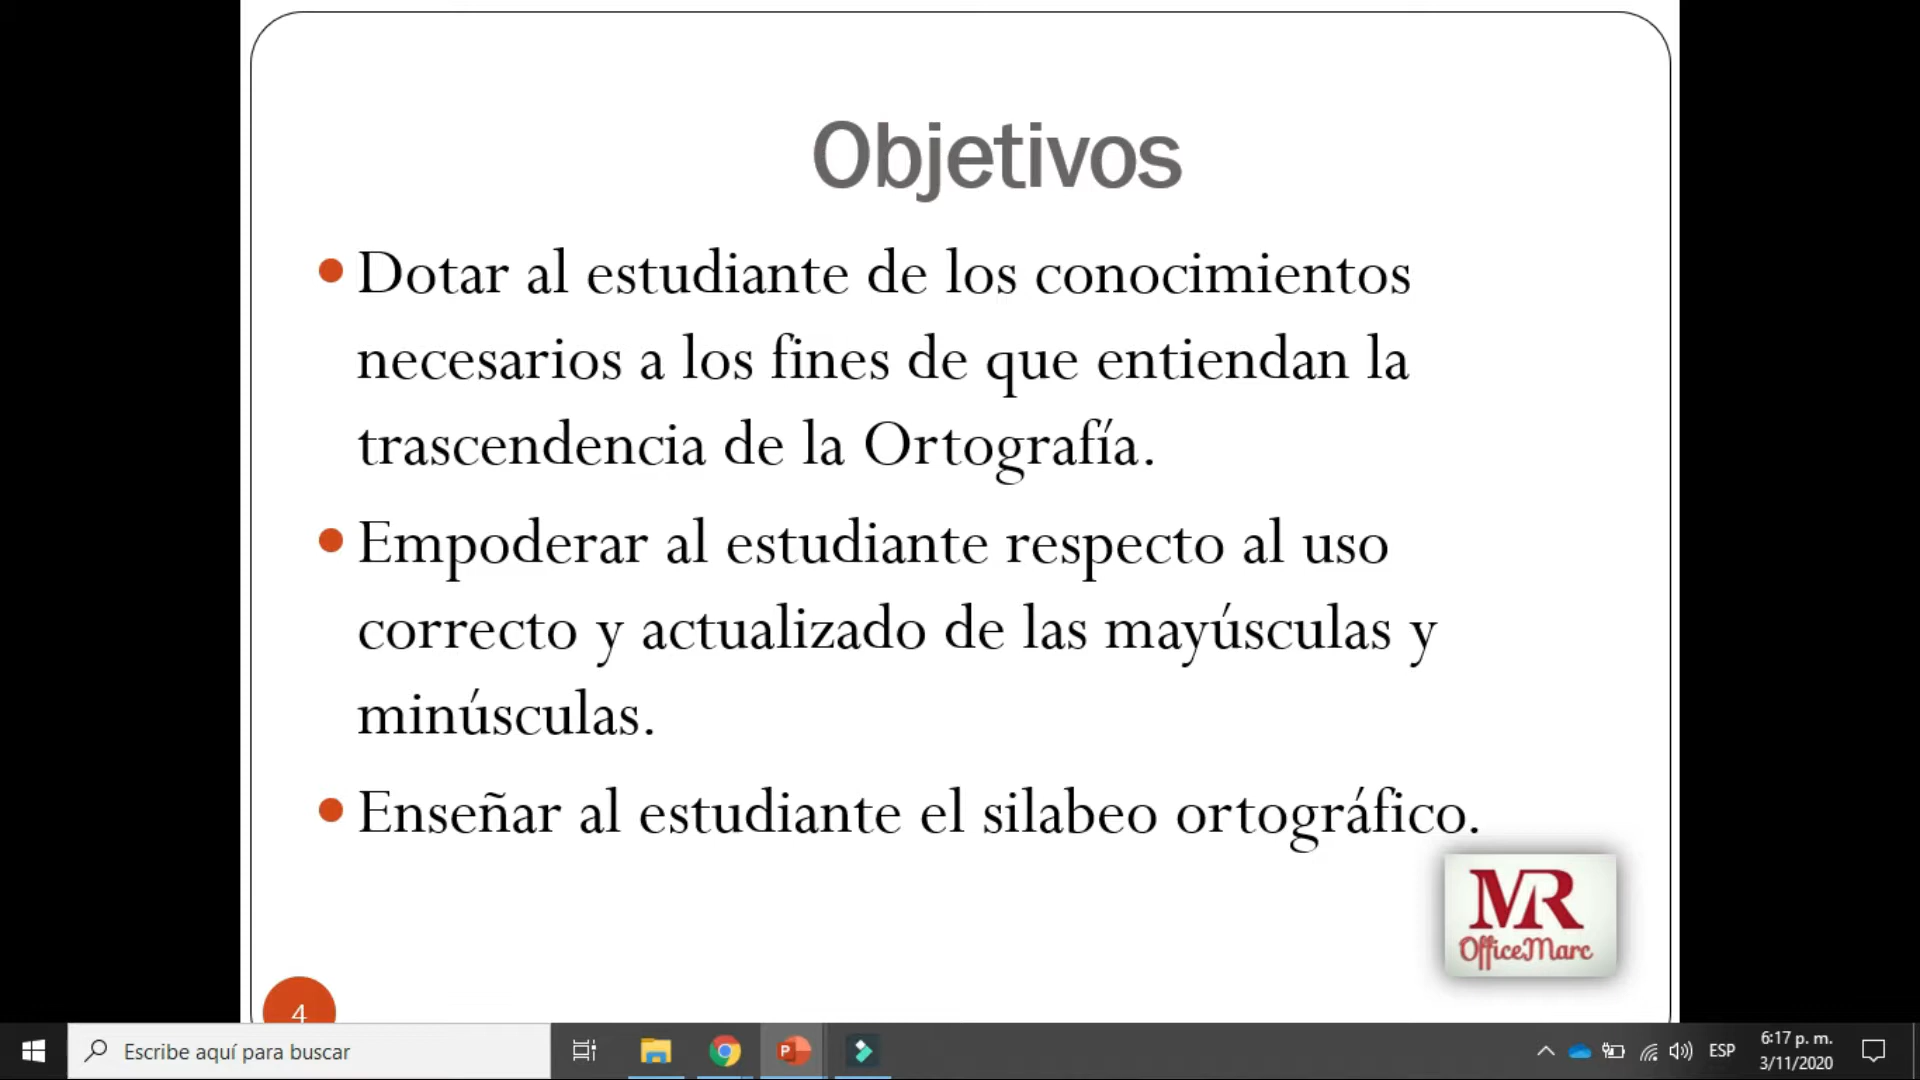 Objetivos
Dotar al estudiante de los conocimientos
necesarios a los fines de que entiendan la
trascendencia de la Ortografía.
Empoderar al estudiante respecto al uso
correcto y actualizado de las mayúsculas y
minúsculas.
Enseñar al estudiante el silabeo ortográfico.
MR
OfficeMarc
4
Escribe aquí para buscar
ESP
6:17 p. m.
3/11/2020